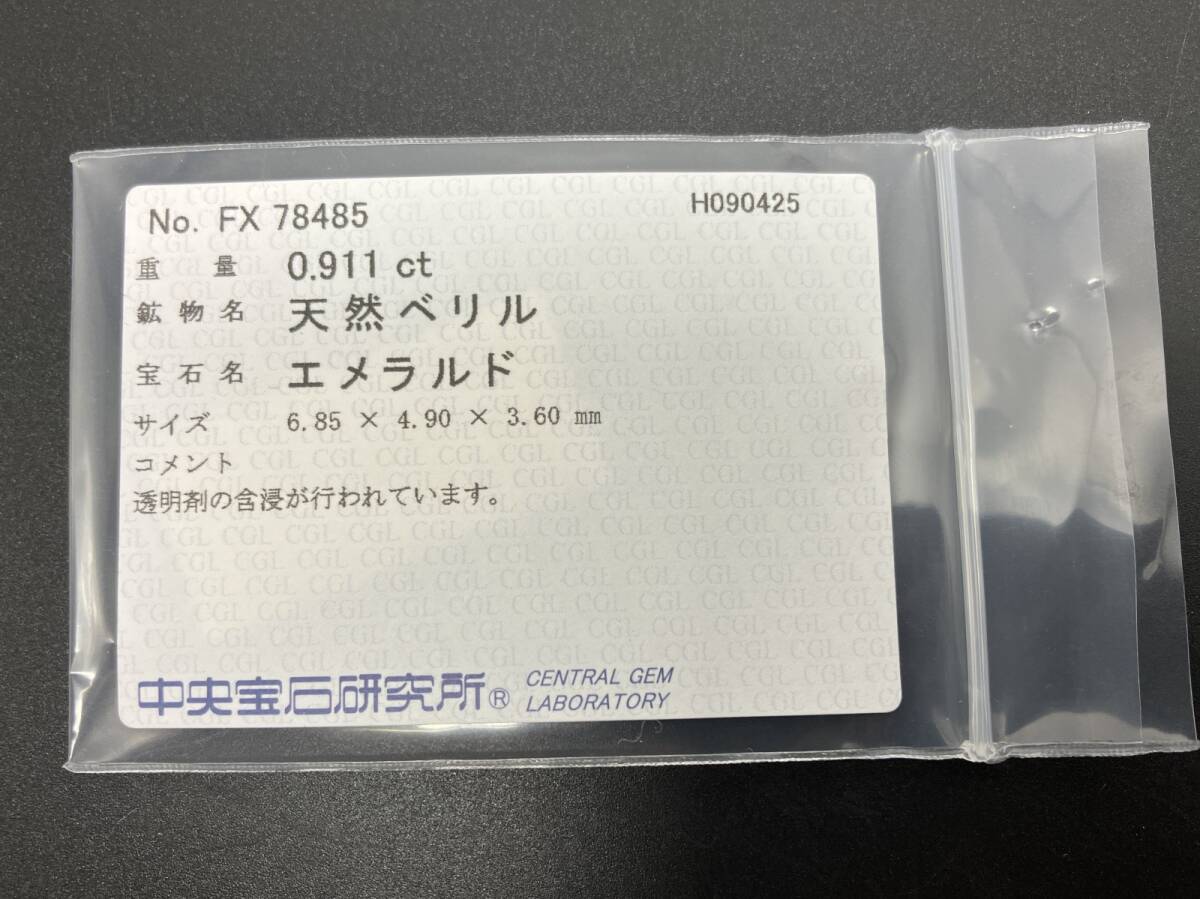 No. FX 78485
H090425
重量 0.911 ct
鉱物名 天然ベリル
宝石名 エメラルド
サイズ 6.85 × 4.90 × 3.60 mm
コメント
透明剤の含浸が行われています。
中央宝石研究所® CENTRAL GEM
LABORATORY